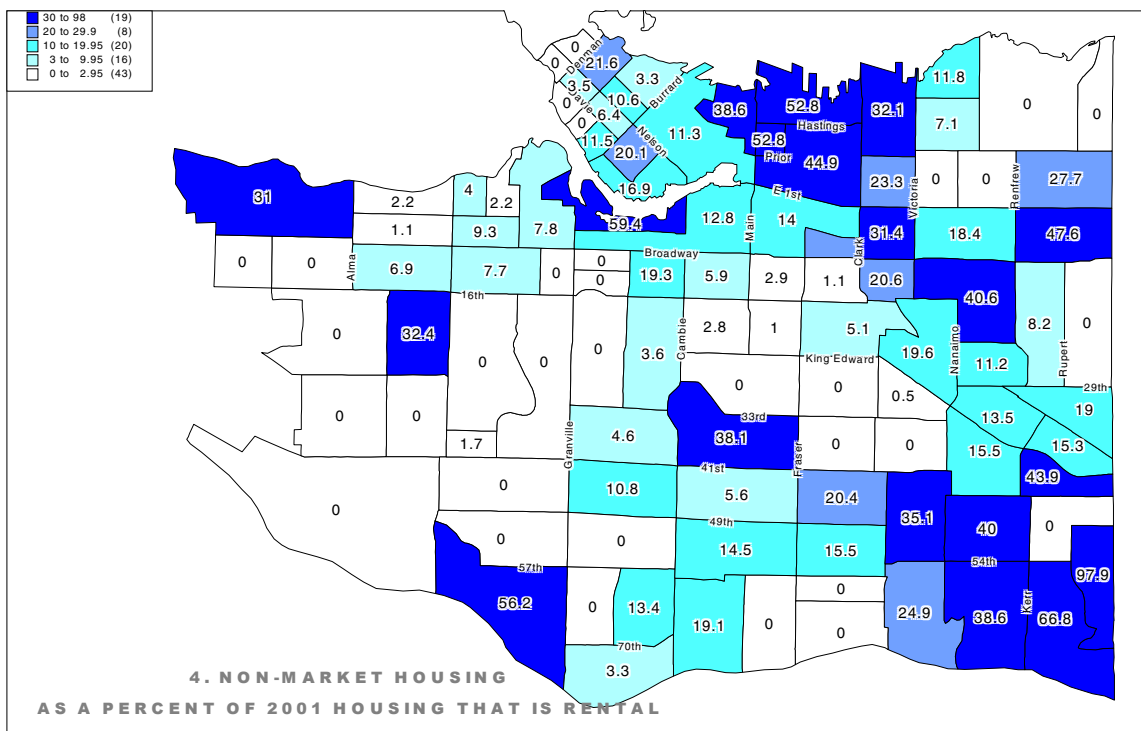 30 to 98 (19)
20 to 29.9 (8)
10 to 19.95 (20)
3 to 9.95 (16)
0 to 2.95 (43)
0
Denman
0
21.6
3.5
3.3
11.8
Davie
10.6
Burrard
0
0
0
6.4
38.6
52.8
32.1
0
Hastings
7.1
11.5
Nelson
11.3
52.8
20.1
Prior
44.9
23.3
0
0
Renfrew
27.7
16.9
E 1st
Victoria
31
2.2
4
2.2
59.4
12.8
Main
14
1.1
9.3
7.8
31.4
18.4
47.6
Broadway
Clark
0
0
Alma
6.9
7.7
0
0
0
19.3
5.9
2.9
1.1
20.6
16th
40.6
0
32.4
0
0
0
3.6
Cambie
2.8
1
5.1
King Edward
19.6
Nanaimo
11.2
8.2
Rupert
0
0
0
0.5
29th
0
0
33rd
13.5
19
1.7
Granville
4.6
38.1
Fraser
0
0
15.5
15.3
41st
43.9
0
0
10.8
5.6
20.4
35.1
40
0
49th
0
0
14.5
15.5
57th
54th
97.9
56.2
0
13.4
19.1
0
0
0
24.9
38.6
Kerr
66.8
70th
3.3
4. NON-MARKET HOUSING
AS A PERCENT OF 2001 HOUSING THAT IS RENTAL